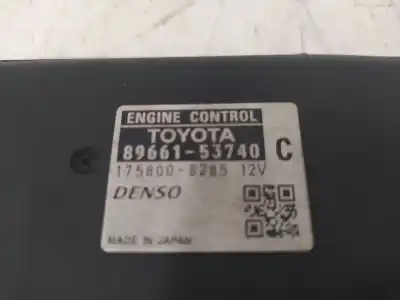 ENGINE CONTROL
TOYOTA
89661-53740 C
175800-8285 12V
DENSO
MADE IN JAPAN